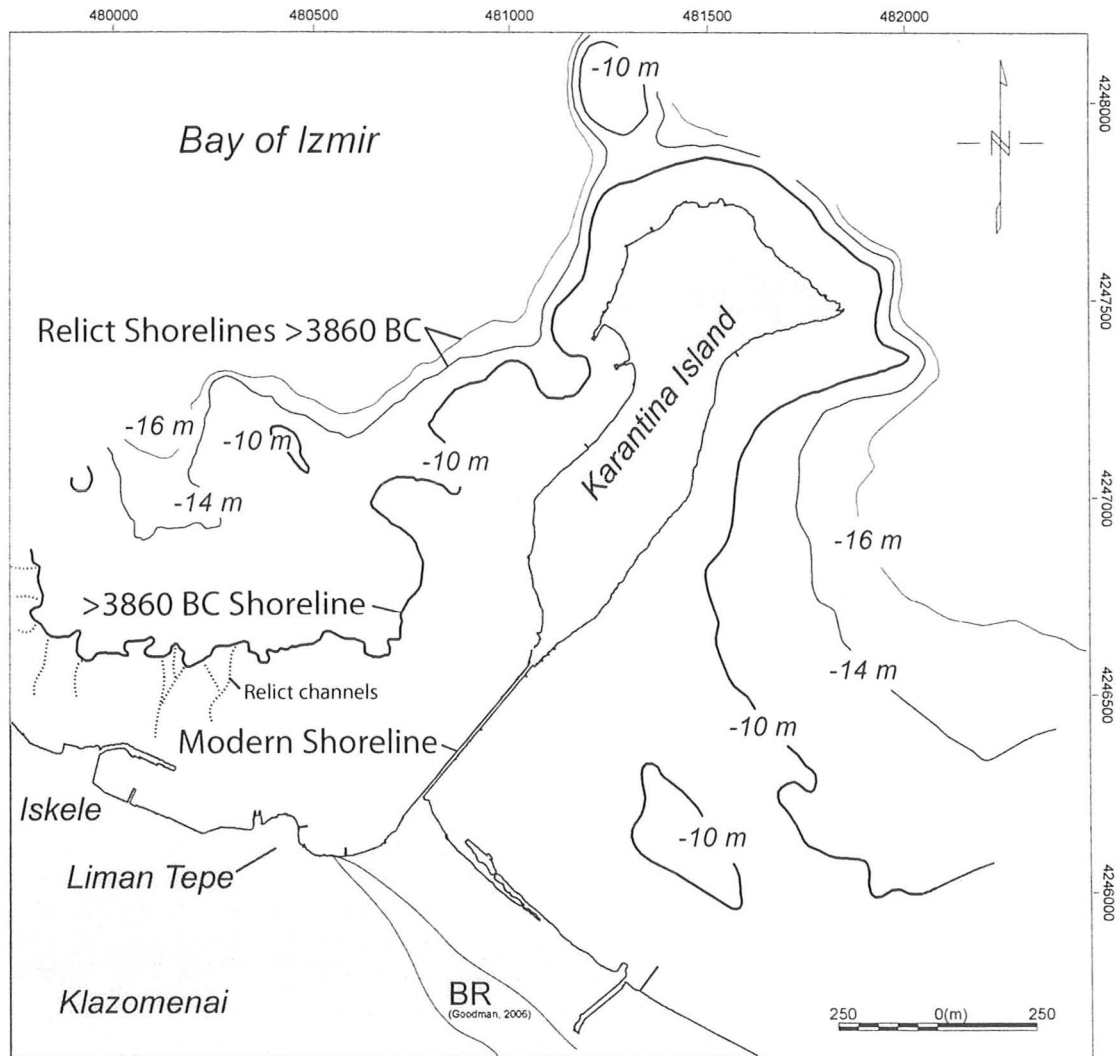 480000
480500
481000
481500
482000
-10 m
4248000
Bay of Izmir
N
4247500
Relict Shorelines >3860 BC
Karantina Island
-16 m
-10 m
-10 m
4247000
-14 m
-16 m
>3860 BC Shoreline
-14 m
Relict channels
4246500
-10 m
Modern Shoreline
Iskele
-10 m
Liman Tepe
4246000
Klazomenai
BR
(Goodman, 2006)
250 0(m) 250